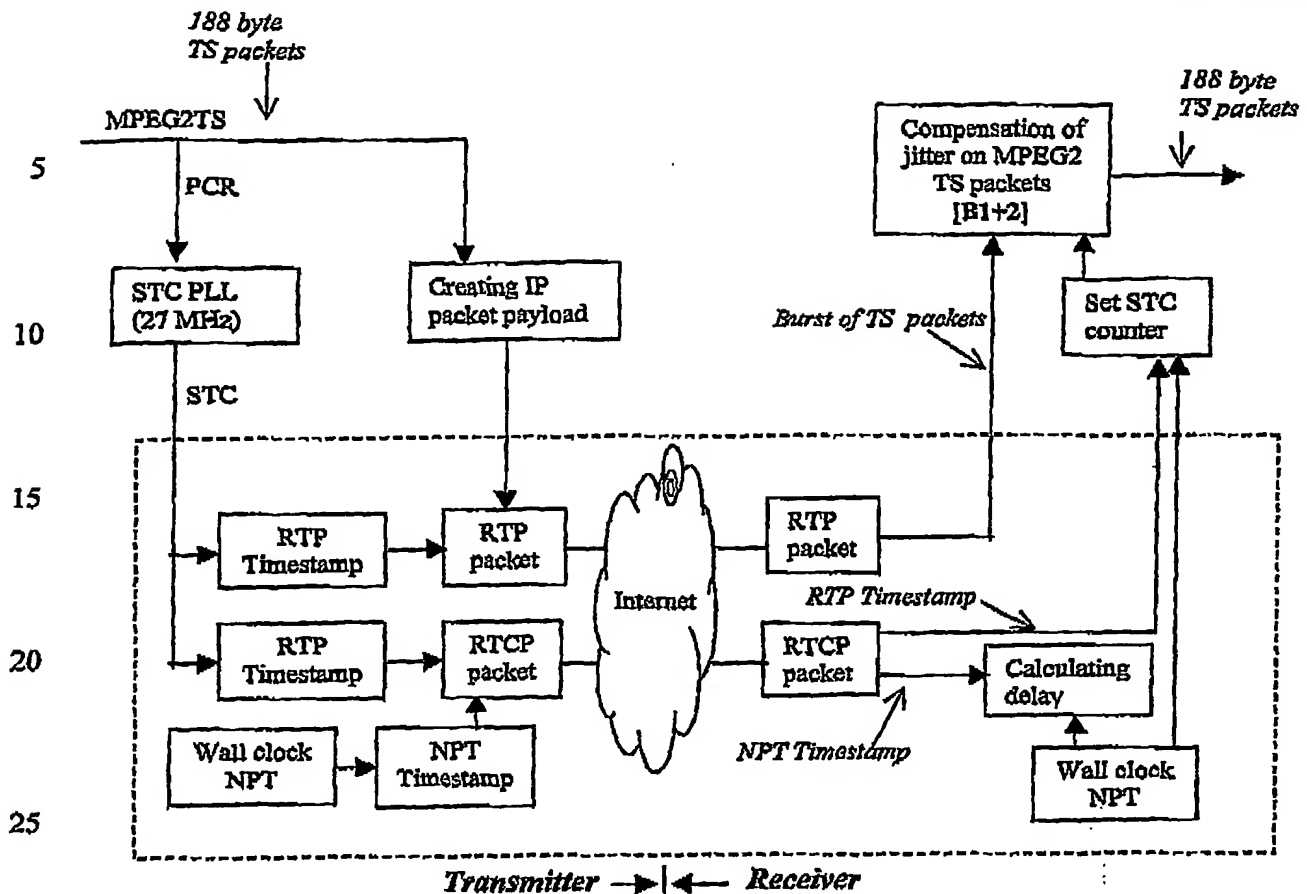 188 byte
TS packets
MPEG2TS
188 byte
TS packets
Compensation of
jitter on MPEG2
TS packets
[B1+2]
5
PCR
STC PLL
(27 MHz)
Creating IP
packet payload
Set STC
counter
Burst of TS packets
10
STC
15
RTP
Timestamp
RTP
packet
Internet
RTP
packet
RTP Timestamp
20
RTP
Timestamp
RTCP
packet
RTCP
packet
Calculating
delay
Wall clock
NPT
NPT
Timestamp
NPT Timestamp
Wall clock
NPT
25
Transmitter
Receiver